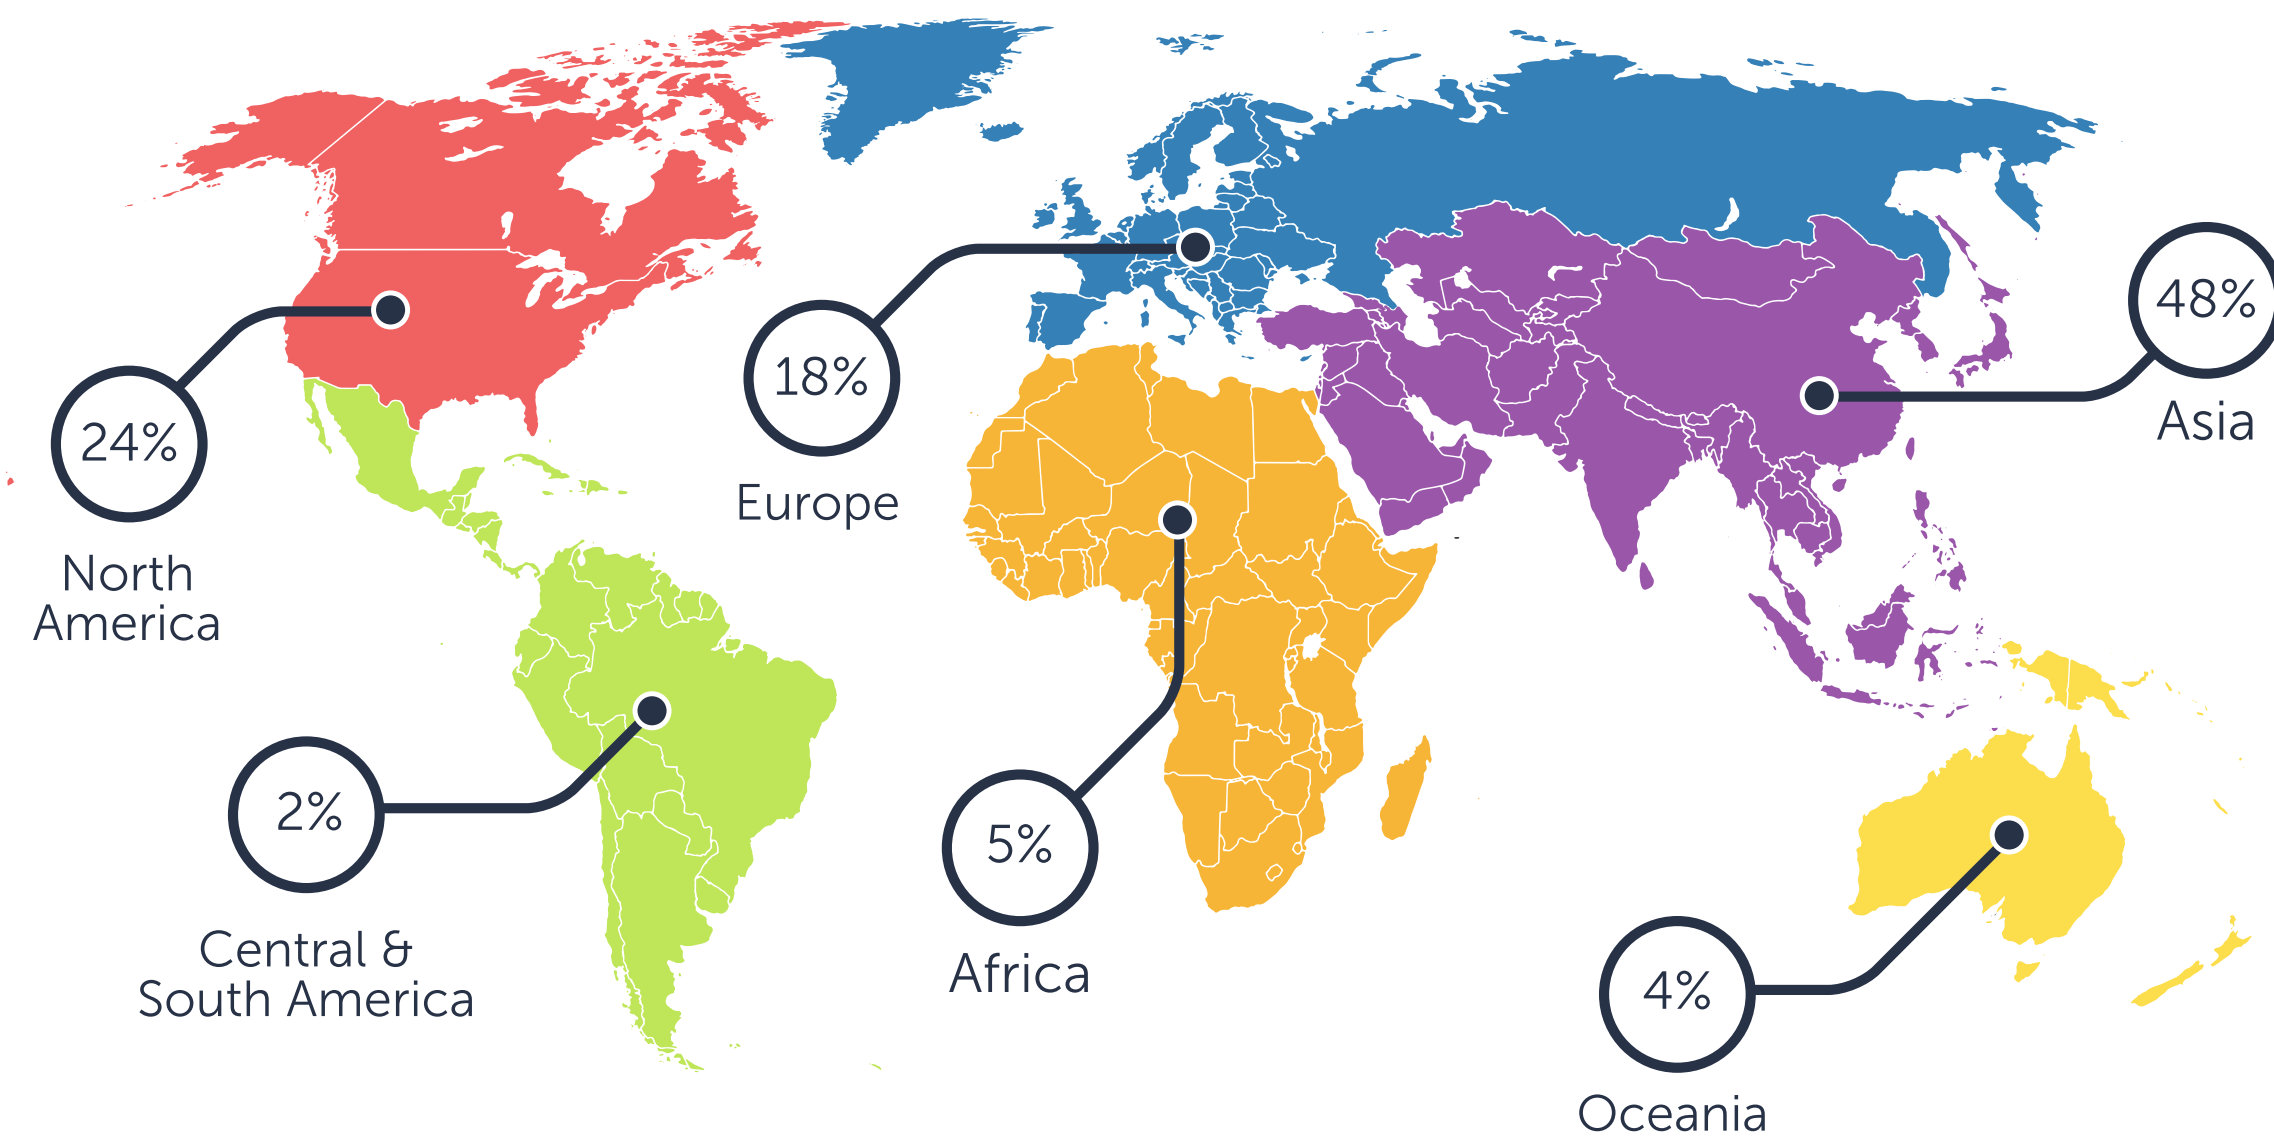 24%
North
America
18%
Europe
48%
Asia
2%
Central &
South America
5%
Africa
4%
Oceania